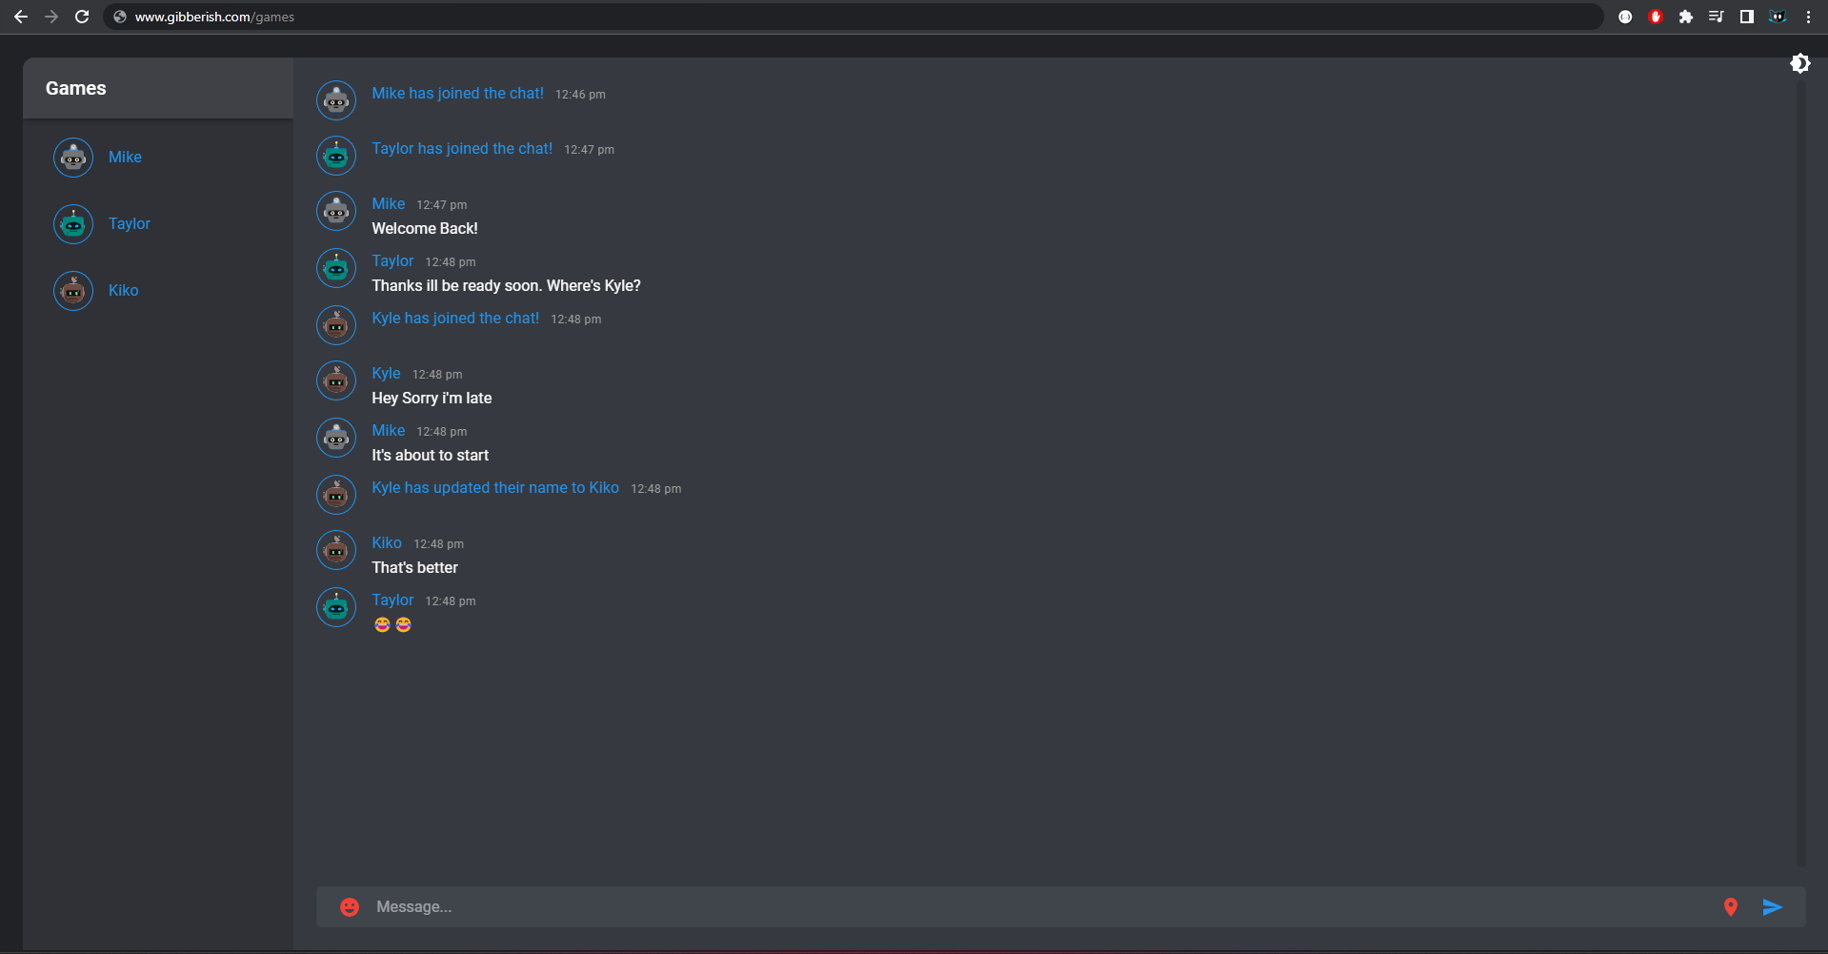 www.gibberish.com/games
Games
Mike
Taylor
Kiko
Mike has joined the chat! 12:46 pm
Taylor has joined the chat! 12:47 pm
Mike 12:47 pm
Welcome Back!
Taylor 12:48 pm
Thanks ill be ready soon. Where's Kyle?
Kyle has joined the chat! 12:48 pm
Kyle 12:48 pm
Hey Sorry i'm late
Mike 12:48 pm
It's about to start
Kyle has updated their name to Kiko 12:48 pm
Kiko 12:48 pm
That's better
Taylor 12:48 pm
😂 😂
Message...